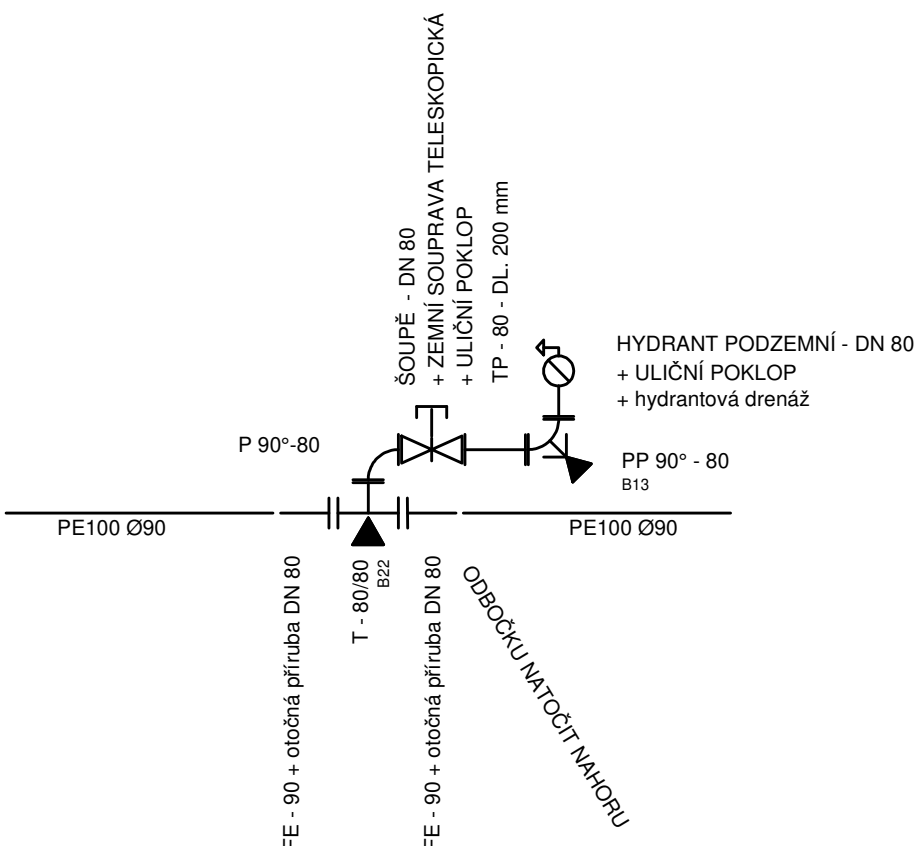 ŠOUPĚ - DN 80
+ ZEMNÍ SOUPRAVA TELESKOPICKÁ
+ ULIČNÍ POKLOP
TP - 80 - DL. 200 mm
HYDRANT PODZEMNÍ - DN 80
+ ULIČNÍ POKLOP
+ hydrantová drenáž
P 90°-80
PP 90° - 80
B13
PE100 Ø90
PE100 Ø90
FE - 90 + otočná příruba DN 80
T - 80/80
B22
FE - 90 + otočná příruba DN 80
ODBOČKU NATOČIT NAHORU